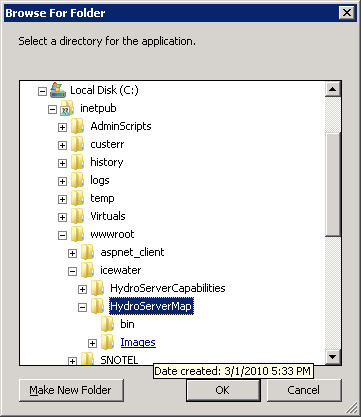 Browse For Folder
Select a directory for the application.
Local Disk (C:)
inetpub
AdminScripts
custerr
history
logs
temp
Virtuals
wwwroot
aspnet_client
icewater
HydroServerCapabilities
HydroServerMap
bin
Images
SNOTEL
Date created: 3/1/2010 5:33 PM
Make New Folder
OK
Cancel